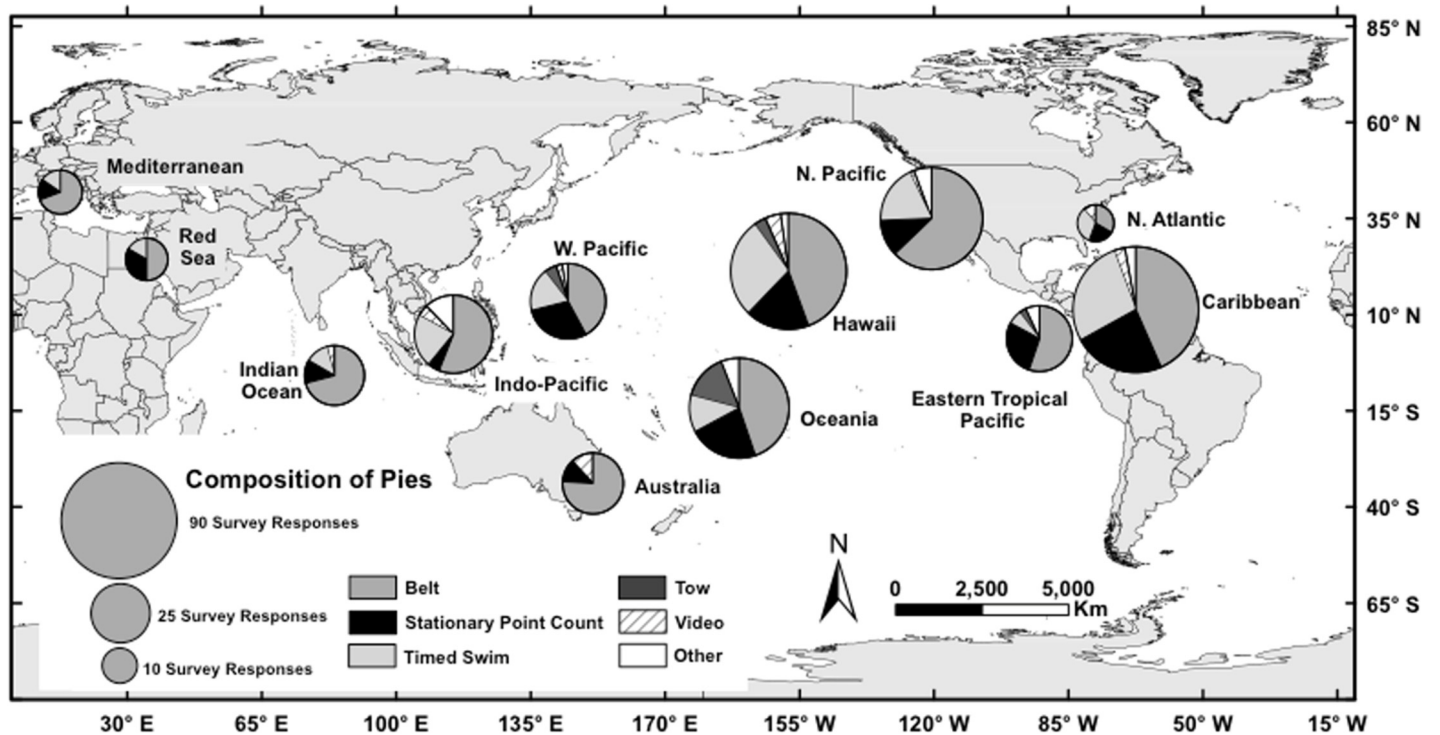 85° N
60° N
35° N
10° N
15° S
40° S
65° S
Mediterranean
Red
Sea
W. Pacific
N. Pacific
N. Atlantic
Hawaii
Caribbean
Indian
Ocean
Indo-Pacific
Oceania
Eastern Tropical
Pacific
Australia
Composition of Pies
90 Survey Responses
25 Survey Responses
10 Survey Responses
Belt
Stationary Point Count
Timed Swim
Tow
Video
Other
N
0 2,500 5,000
Km
30° E 65° E 100° E 135° E 170° E 155° W 120° W 85° W 50° W 15° W